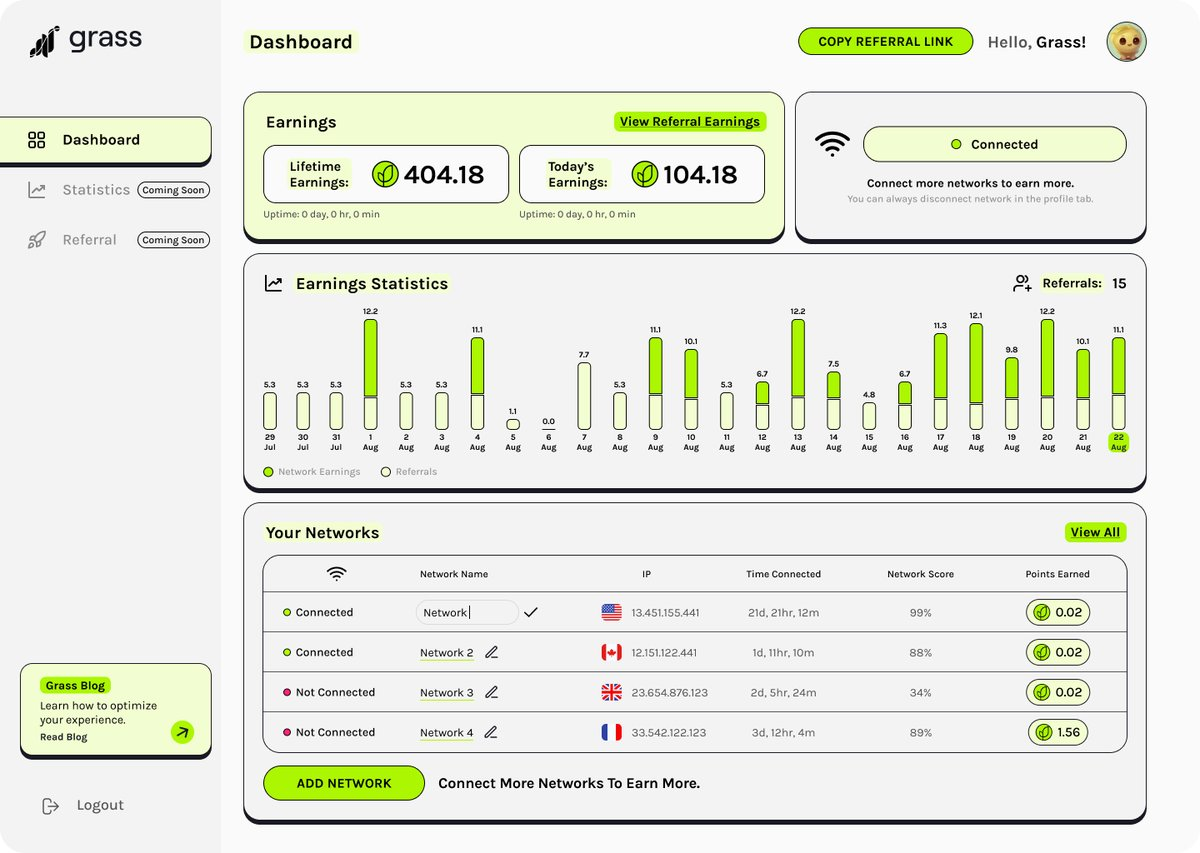 grass
Dashboard
COPY REFERRAL LINK
Hello, Grass!
Dashboard
Statistics
Coming Soon
Referral
Coming Soon
Earnings
View Referral Earnings
Lifetime
Earnings:
404.18
Uptime: 0 day, 0 hr, 0 min
Today's
Earnings:
104.18
Uptime: 0 day, 0 hr, 0 min
Connected
Connect more networks to earn more.
You can always disconnect network in the profile tab.
Earnings Statistics
Referrals: 15
5.3 5.3 5.3 12.2 5.3 5.3 11.1 1.1 0.0 7.7 5.3 11.1 10.1 5.3 6.7 12.2 7.5 4.8 6.7 11.3 12.1 9.8 12.2 10.1 11.1
29 30 31 1 2 3 4 5 6 7 8 9 10 11 12 13 14 15 16 17 18 19 20 21 22
Jul Jul Jul Aug Aug Aug Aug Aug Aug Aug Aug Aug Aug Aug Aug Aug Aug Aug Aug Aug Aug Aug Aug Aug Aug
Network Earnings Referrals
Your Networks
View All
Network Name IP Time Connected Network Score Points Earned
Connected Network 13.451.155.441 21d, 21hr, 12m 99% 0.02
Connected Network 2 12.151.122.441 1d, 11hr, 10m 88% 0.02
Not Connected Network 3 23.654.876.123 2d, 5hr, 24m 34% 0.02
Not Connected Network 4 33.542.122.123 3d, 12hr, 4m 89% 1.56
ADD NETWORK
Connect More Networks To Earn More.
Grass Blog
Learn how to optimize
your experience.
Read Blog
Logout